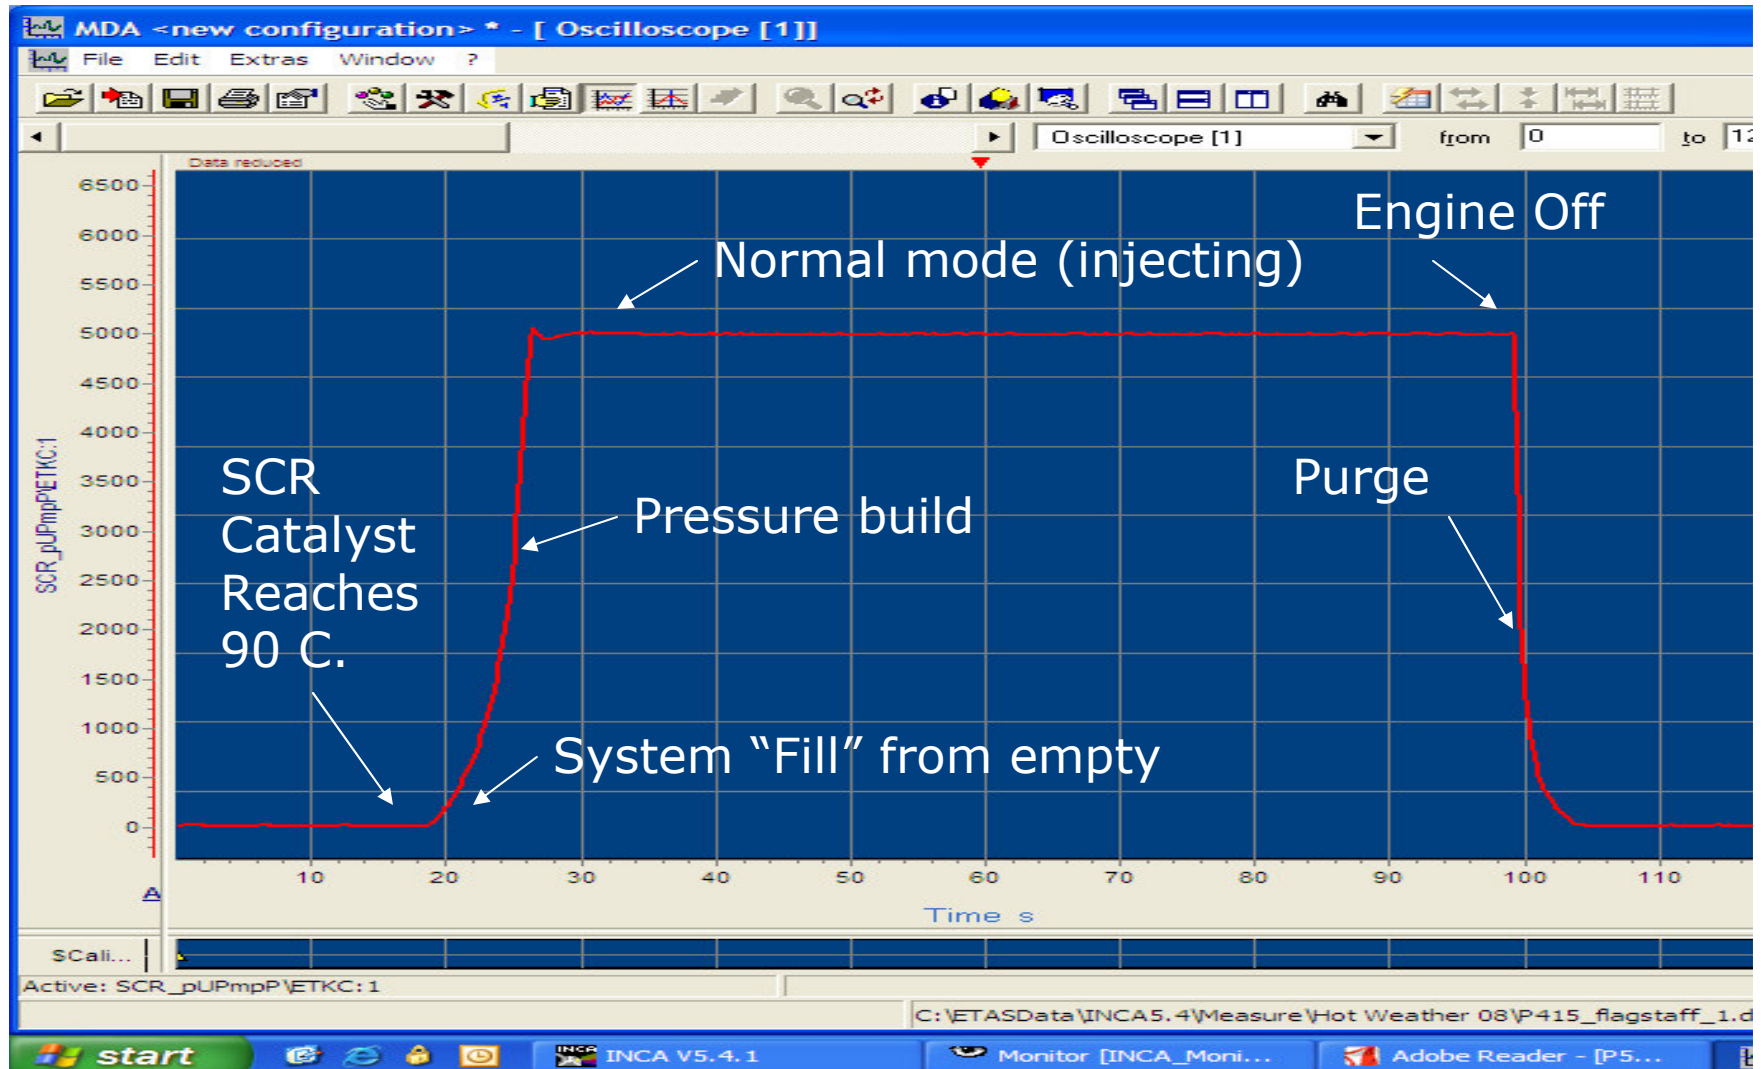 MDA <new configuration> * - [ Oscilloscope [1]]
File Edit Extras Window ?
Oscilloscope [1] from 0 to 12
Data reduced
6500
6000
5500
5000
4500
4000
3500
3000
2500
2000
1500
1000
500
0
SCR_pUPmpP\ETKC:1
Engine Off
Normal mode (injecting)
SCR
Catalyst
Reaches
90 C.
Pressure build
Purge
System “Fill” from empty
10 20 30 40 50 60 70 80 90 100 110
A
Time s
SCali...
Active: SCR_pUPmpP\ETKC:1
C:\ETASData\INCA5.4\Measure\Hot Weather 08\P415_flagstaff_1.d
start INCA INCA V5.4.1 Monitor [INCA_Moni... Adobe Reader - [P5...